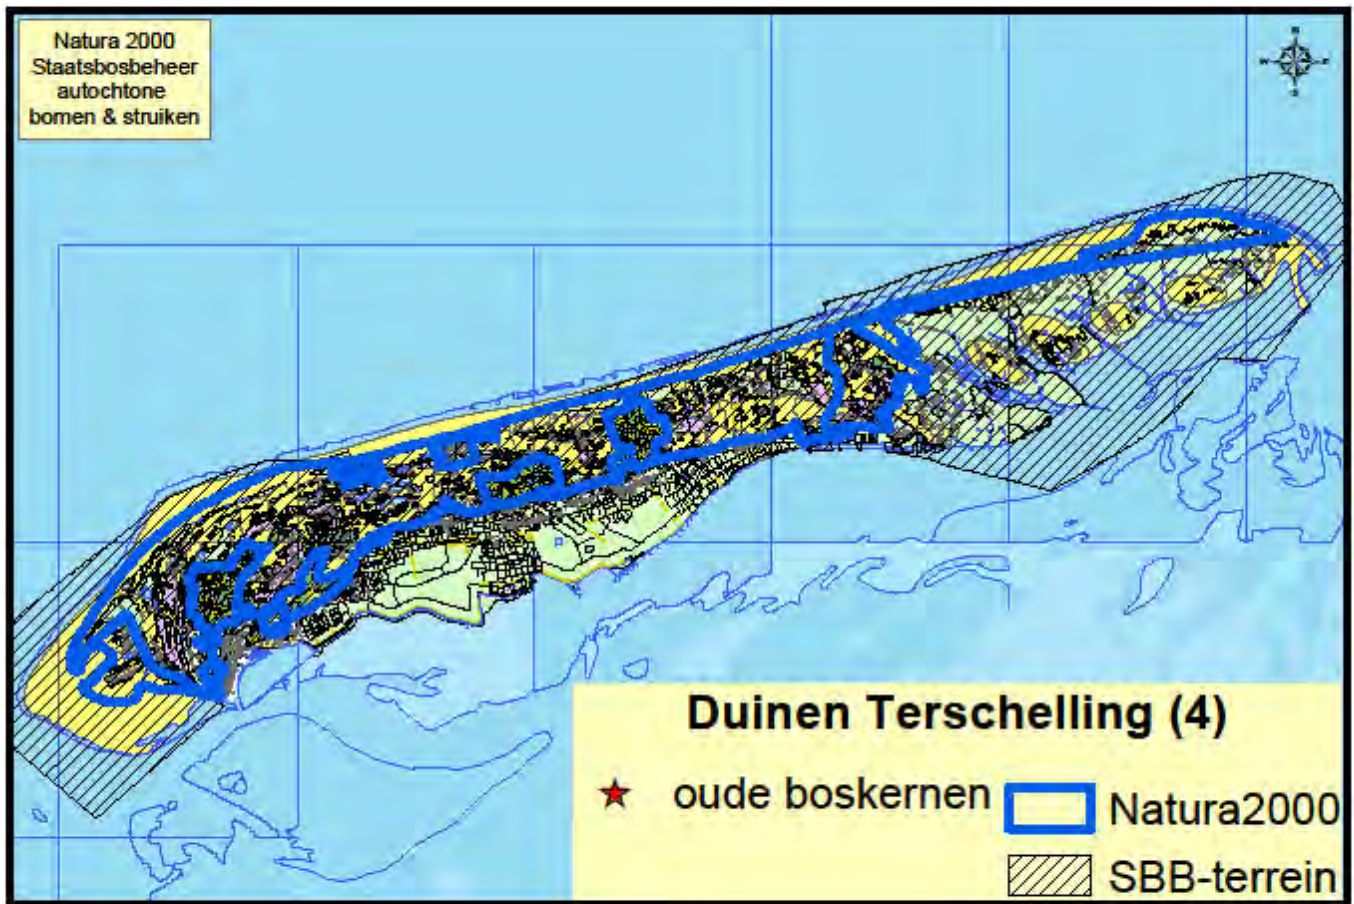 Natura 2000
Staatsbosbeheer
autochtone
bomen & struiken
N
W
E
S
Duinen Terschelling (4)
oude boskernen
Natura2000
SBB-terrein